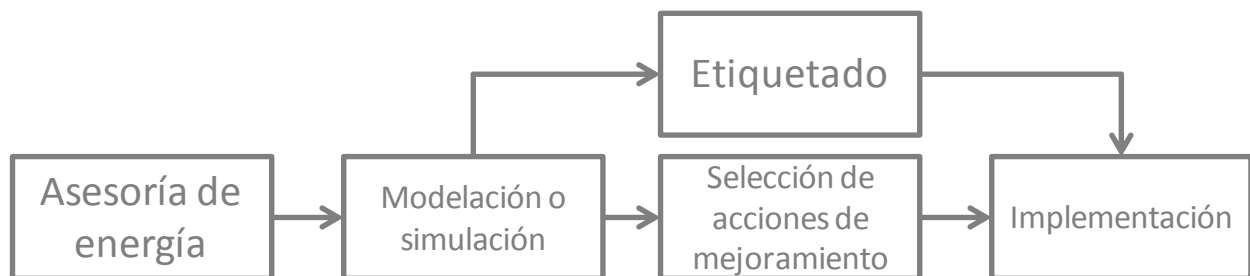 Etiquetado
Asesoría de
energía
Modelación o
simulación
Selección de
acciones de
mejoramiento
Implementación